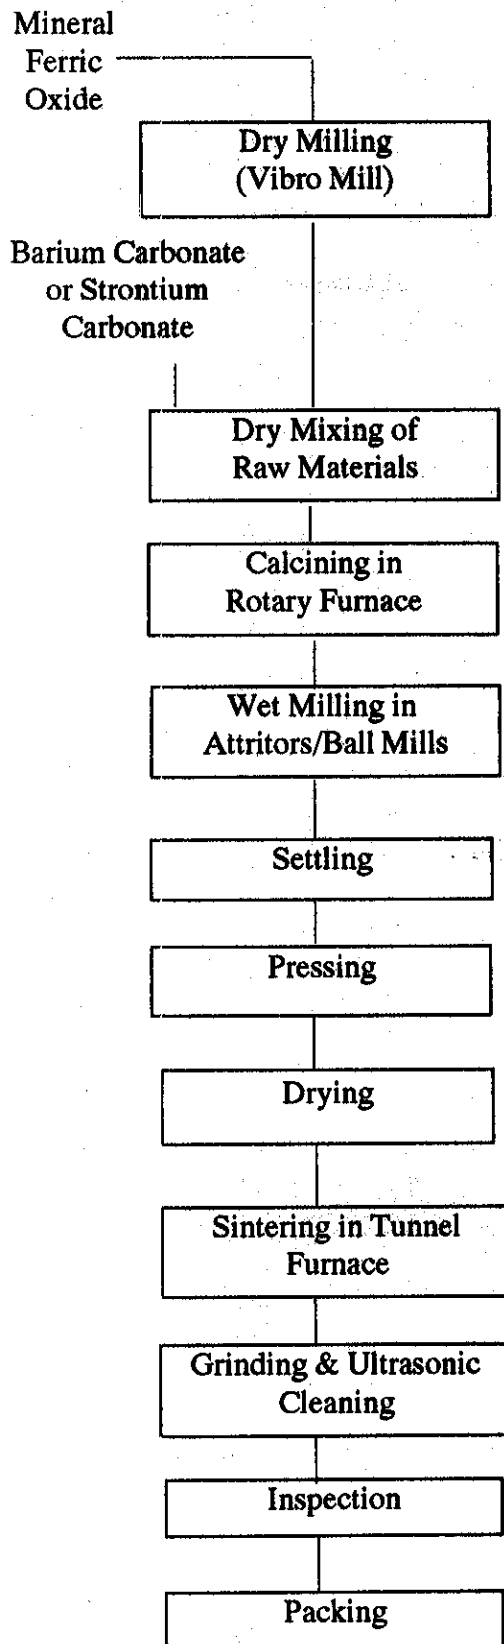 Mineral
Ferric
Oxide
Dry Milling
(Vibro Mill)
Barium Carbonate
or Strontium
Carbonate
Dry Mixing of
Raw Materials
Calcining in
Rotary Furnace
Wet Milling in
Attritors/Ball Mills
Settling
Pressing
Drying
Sintering in Tunnel
Furnace
Grinding & Ultrasonic
Cleaning
Inspection
Packing